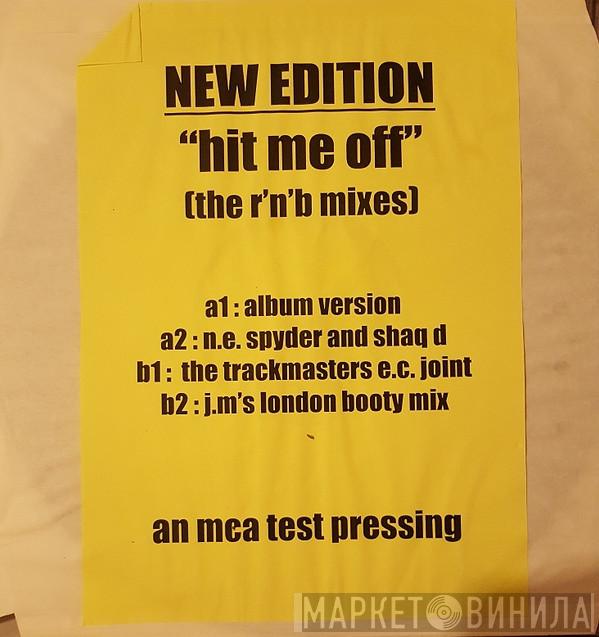 NEW EDITION
“hit me off”
(the r’n’b mixes)
a1 : album version
a2 : n.e. spyder and shaq d
b1 : the trackmasters e.c. joint
b2 : j.m’s london booty mix
an mca test pressing
МАРКЕТ ВИНИЛА